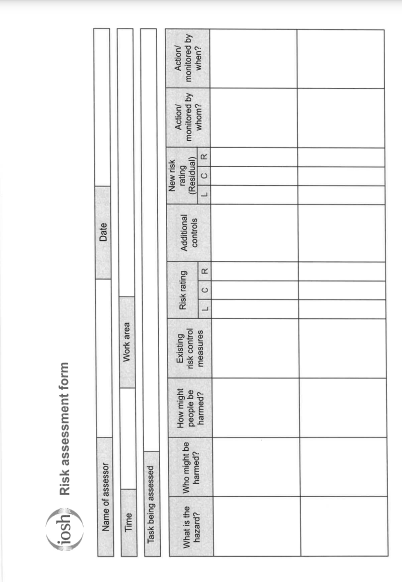 iosh
Risk assessment form
Name of assessor
Date
Time
Work area
Task being assessed
What is the
hazard?
Who might be
harmed?
How might
people be
harmed?
Existing
risk control
measures
Risk rating
L C R
Additional
controls
New risk
rating
(Residual)
L C R
Action/
monitored by
whom?
Action/
monitored by
when?